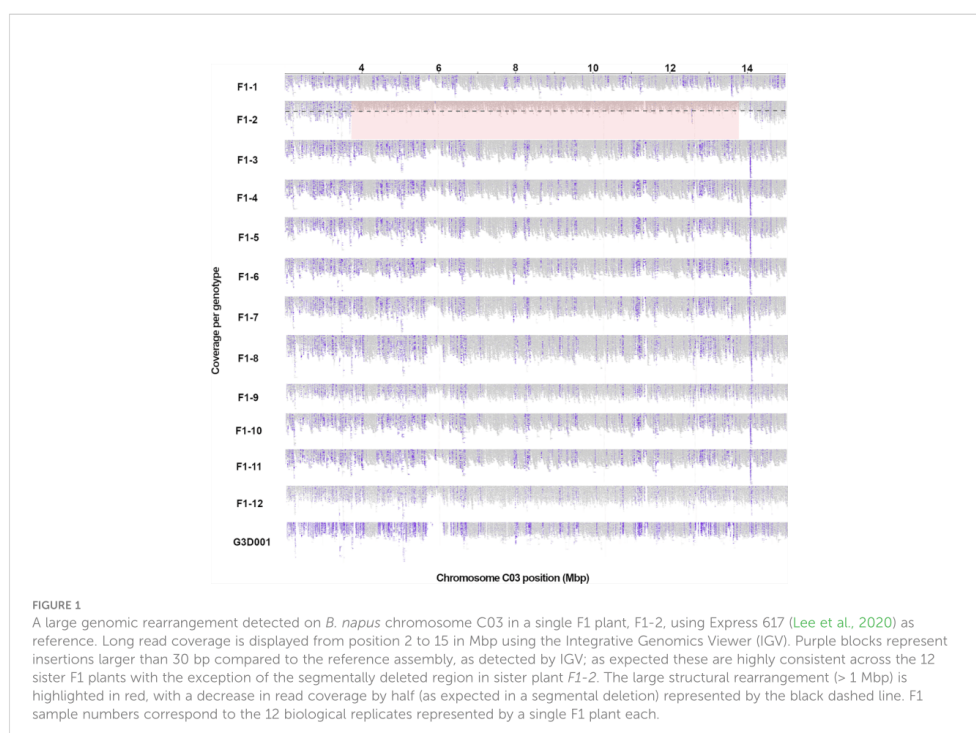 4 6 8 10 12 14
F1-1
F1-2
F1-3
F1-4
F1-5
F1-6
F1-7
F1-8
F1-9
F1-10
F1-11
F1-12
G3D001
Coverage per genotype
Chromosome C03 position (Mbp)
FIGURE 1
A large genomic rearrangement detected on B. napus chromosome C03 in a single F1 plant, F1-2, using Express 617 (Lee et al., 2020) as
reference. Long read coverage is displayed from position 2 to 15 in Mbp using the Integrative Genomics Viewer (IGV). Purple blocks represent
insertions larger than 30 bp compared to the reference assembly, as detected by IGV; as expected these are highly consistent across the 12
sister F1 plants with the exception of the segmentally deleted region in sister plant F1-2. The large structural rearrangement (> 1 Mbp) is
highlighted in red, with a decrease in read coverage by half (as expected in a segmental deletion) represented by the black dashed line. F1
sample numbers correspond to the 12 biological replicates represented by a single F1 plant each.